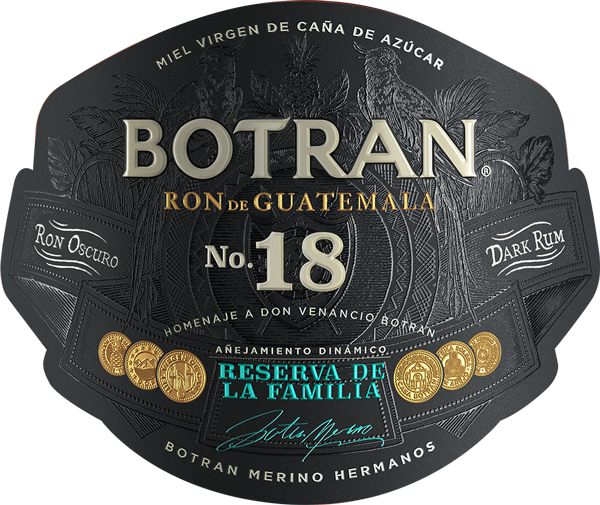 MIEL VIRGEN DE CAÑA DE AZÚCAR
BOTRAN®
RON DE GUATEMALA
RON OSCURO
No. 18
DARK RUM
HOMENAJE A DON VENANCIO BOTRAN
AÑEJAMIENTO DINÁMICO
RESERVA DE
LA FAMILIA
BOTRAN MERINO HERMANOS